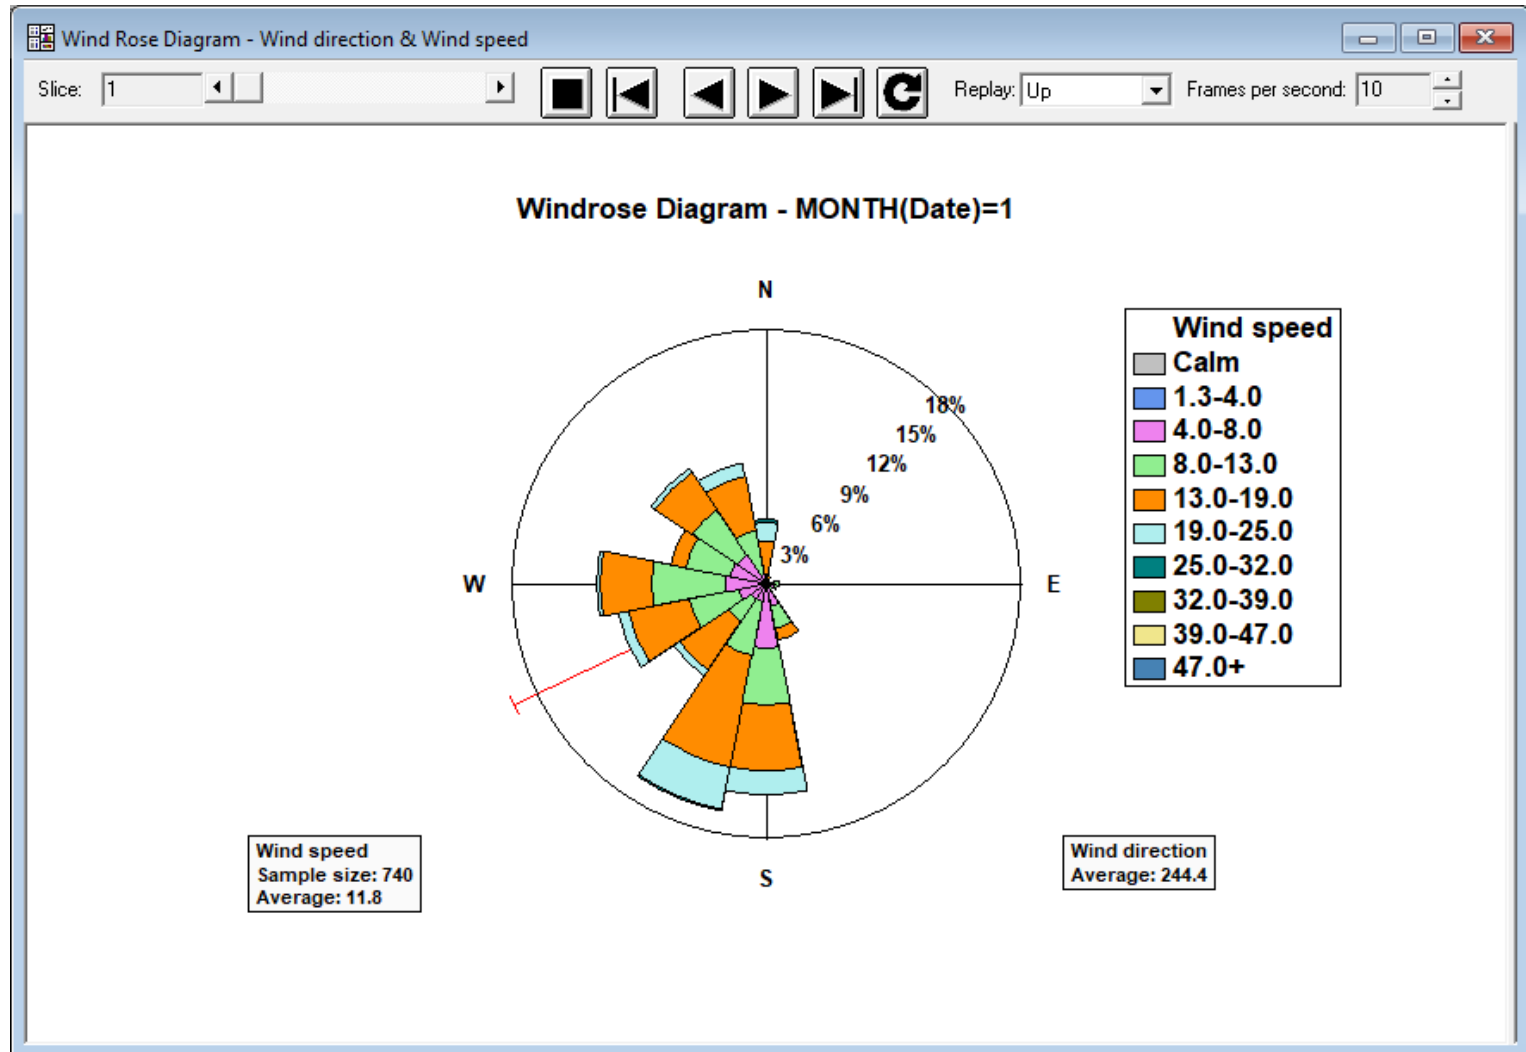 Wind Rose Diagram - Wind direction & Wind speed
Slice: 1 Replay: Up Frames per second: 10
Windrose Diagram - MONTH(Date)=1
N
Wind speed
Calm
1.3-4.0
4.0-8.0
8.0-13.0
13.0-19.0
19.0-25.0
25.0-32.0
32.0-39.0
39.0-47.0
47.0+
18%
15%
12%
9%
6%
3%
W
E
S
Wind speed
Sample size: 740
Average: 11.8
Wind direction
Average: 244.4